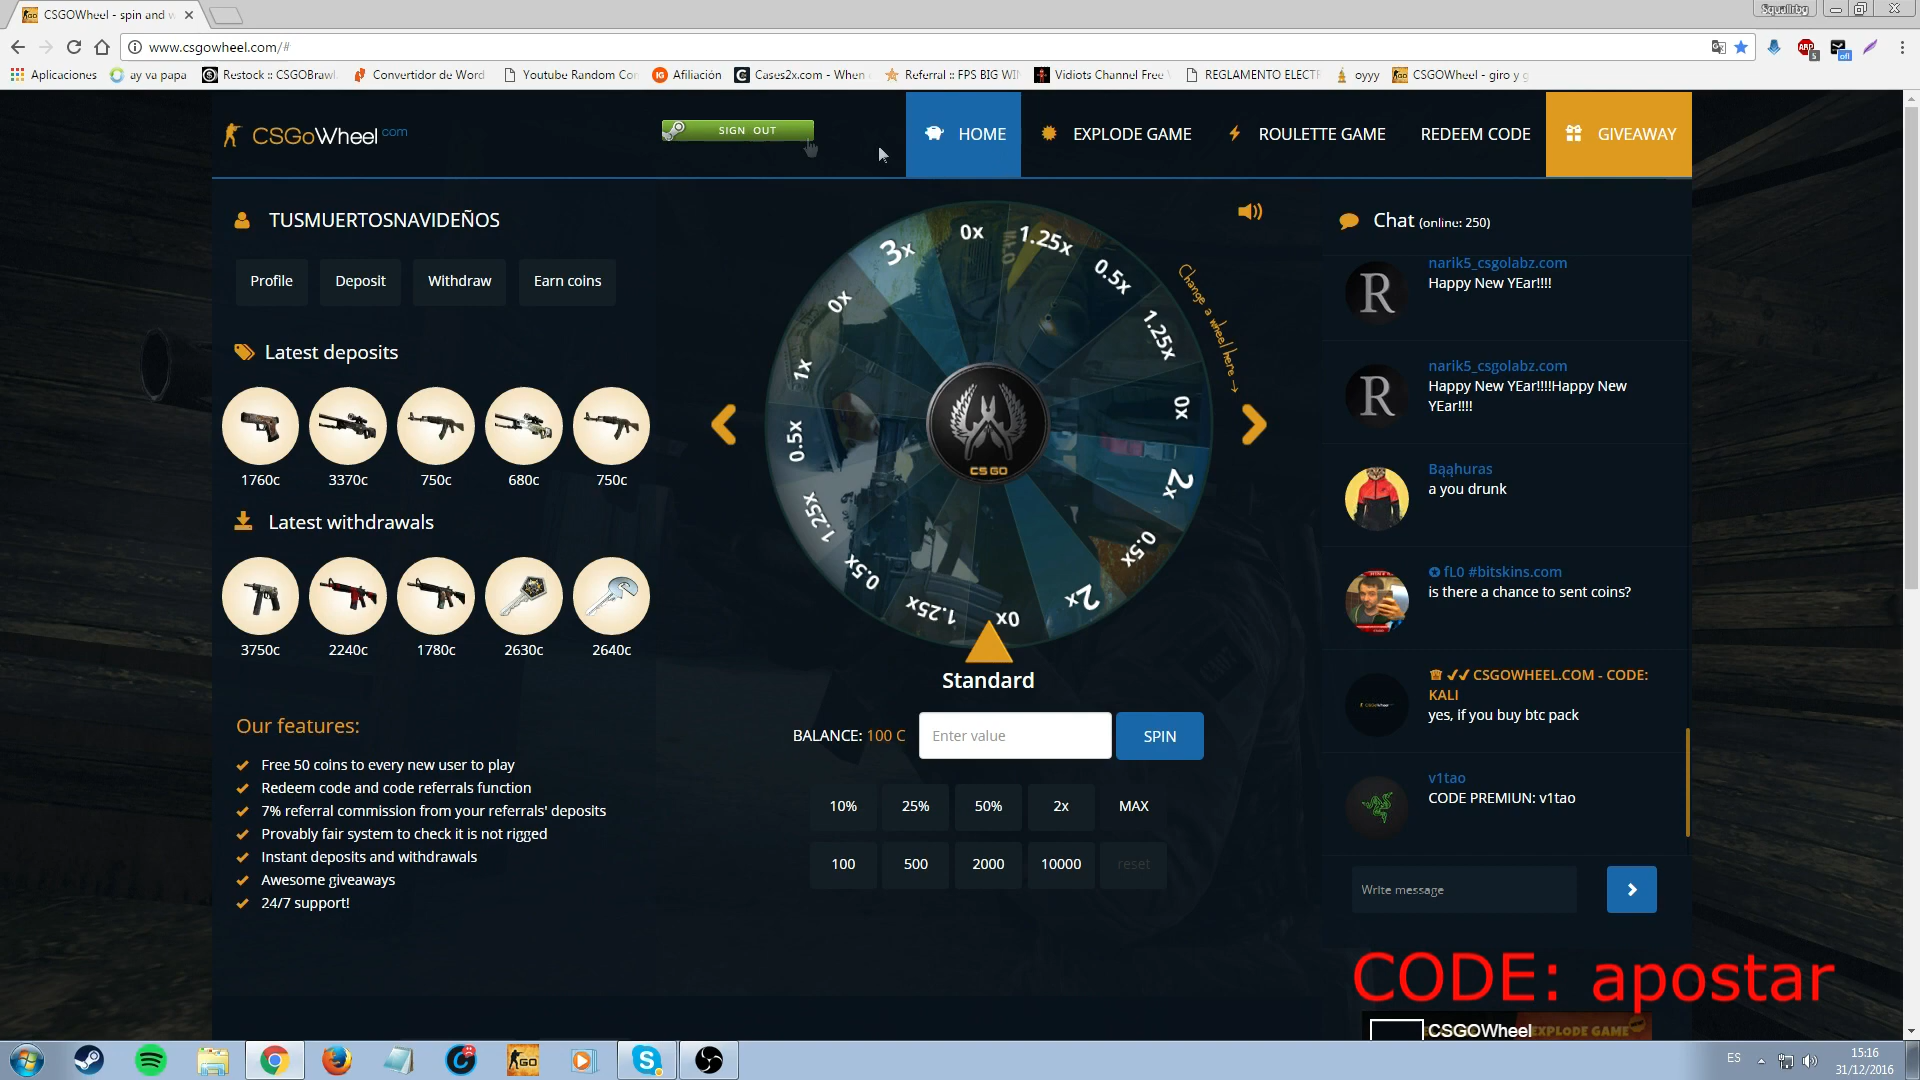 CSGOWheel - spin and w
Squallrbg
www.csgowheel.com/#
Aplicaciones
ay va papa
Restock :: CSGOBrawl
Convertidor de Word
Youtube Random Co
Afiliación
Cases2x.com - When
Referral :: FPS BIG WI
Vidiots Channel Free
REGLAMENTO ELECT
oyyy
CSGOWheel - giro y g
CSGoWheel.com
SIGN OUT
HOME
EXPLODE GAME
ROULETTE GAME
REDEEM CODE
GIVEAWAY
TUSMUERTOSNAVIDEÑOS
Profile
Deposit
Withdraw
Earn coins
Latest deposits
1760c
3370c
750c
680c
750c
Latest withdrawals
3750c
2240c
1780c
2630c
2640c
Our features:
Free 50 coins to every new user to play
Redeem code and code referrals function
7% referral commission from your referrals' deposits
Provably fair system to check it is not rigged
Instant deposits and withdrawals
Awesome giveaways
24/7 support!
0x
1.25x
0.5x
1.25x
0x
2x
0.5x
2x
0x
1.25x
0.5x
1.25x
0.5x
1x
0x
3x
CS GO
Change a wheel here →
Standard
BALANCE: 100 C
Enter value
SPIN
10%
25%
50%
2x
MAX
100
500
2000
10000
reset
Chat (online: 250)
narik5_csgolabz.com
Happy New YEar!!!!
narik5_csgolabz.com
Happy New YEar!!!!Happy New
YEar!!!!
Bąąhuras
a you drunk
fL0 #bitskins.com
is there a chance to sent coins?
CSGOWHEEL.COM - CODE:
KALI
yes, if you buy btc pack
v1tao
CODE PREMIUN: v1tao
Write message
CODE: apostar
CSGOWheel
EXPLODE GAME
ES
15:16
31/12/2016